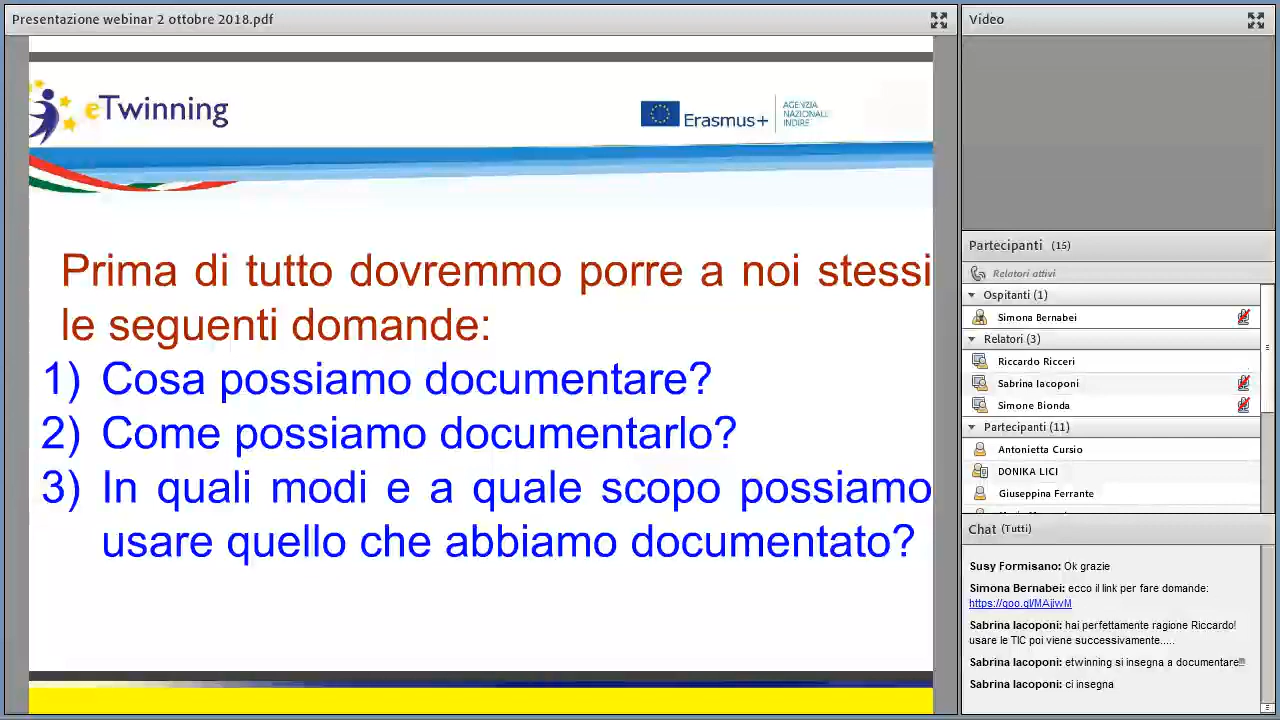 Presentazione webinar 2 ottobre 2018.pdf
eTwinning
Erasmus+
AGENZIA
NAZIONALE
INDIRE
Prima di tutto dovremmo porre a noi stessi
le seguenti domande:
1) Cosa possiamo documentare?
2) Come possiamo documentarlo?
3) In quali modi e a quale scopo possiamo
usare quello che abbiamo documentato?
Video
Partecipanti (15)
Relatori attivi
Ospitanti (1)
Simona Bernabei
Relatori (3)
Riccardo Ricceri
Sabrina Iacoponi
Simone Bionda
Partecipanti (11)
Antonietta Cursio
DONIKA LICI
Giuseppina Ferrante
Chat (Tutti)
Susy Formisano: Ok grazie
Simona Bernabei: ecco il link per fare domande:
https://goo.gl/MAjiwM
Sabrina Iacoponi: hai perfettamente ragione Riccardo!
usare le TIC poi viene successivamente.....
Sabrina Iacoponi: etwinning si insegna a documentare
Sabrina Iacoponi: ci insegna